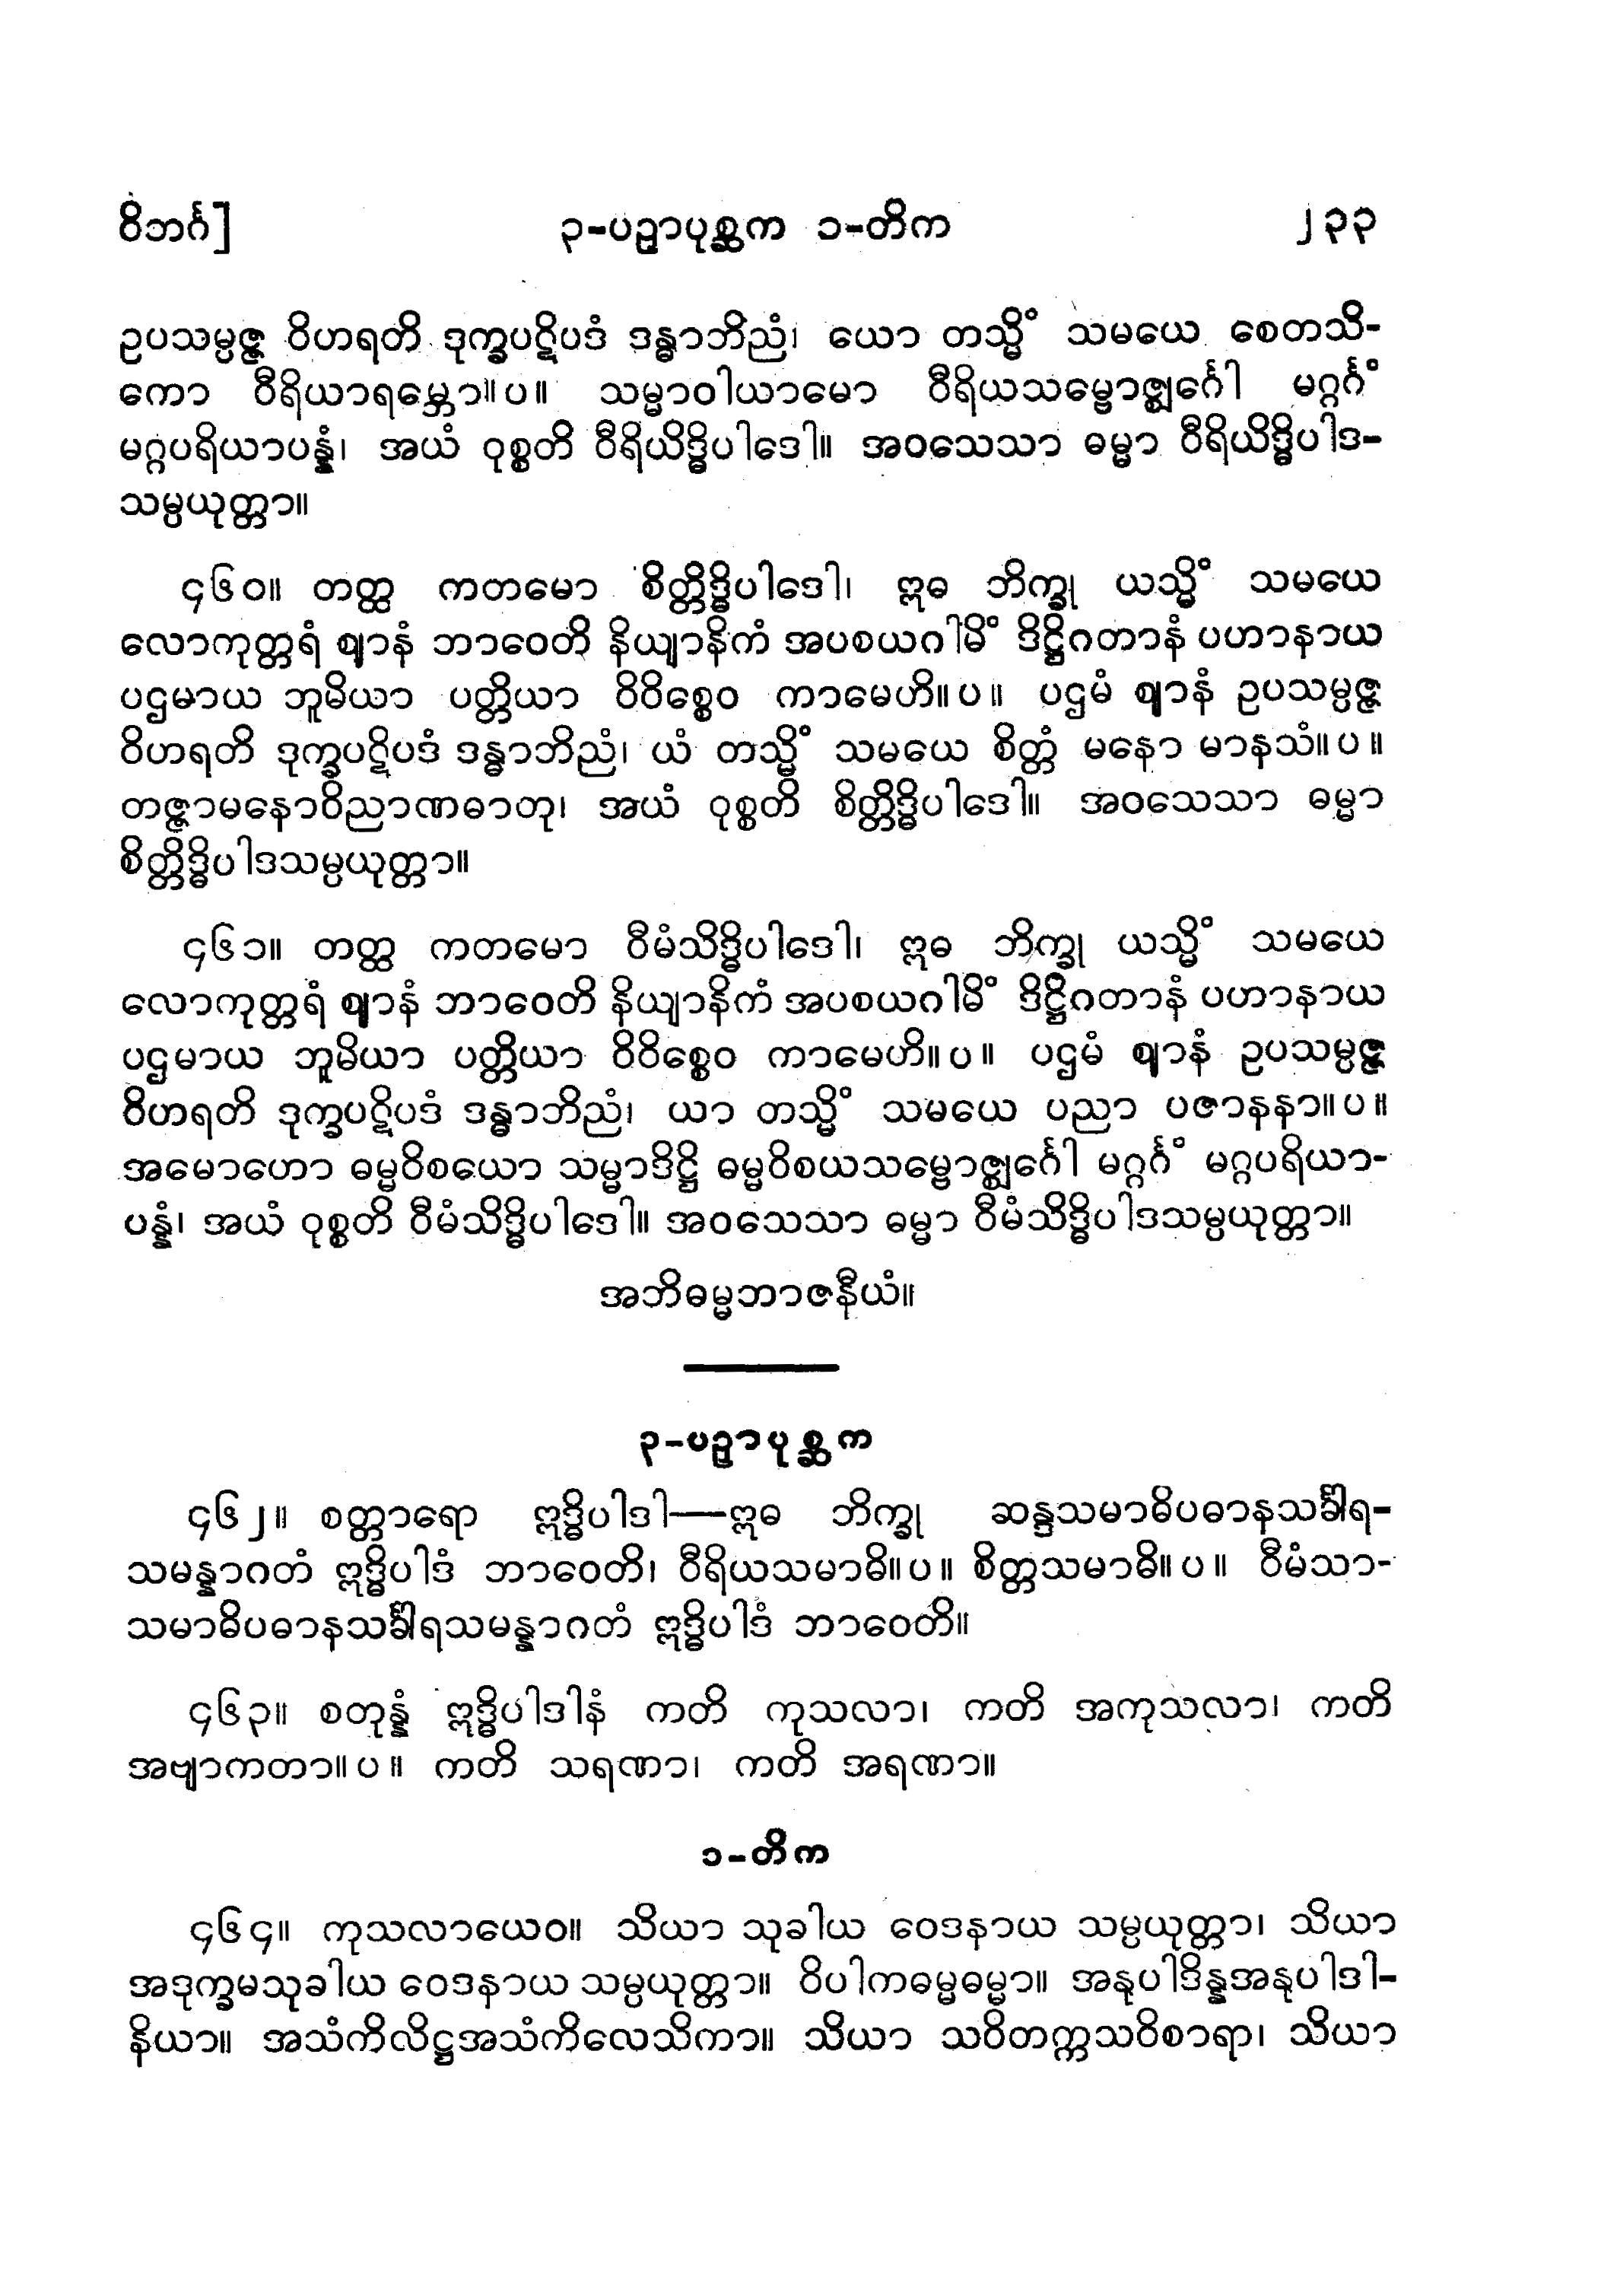 ဝိဘင်္ဂ]	၃-ပဉှာပုစ္ဆက ၁-တိက	၂၃၃
ဥပသမ္ပဇ္ဇ ဝိဟရတိ ဒုက္ခပဋိပဒံ ဒန္ဓာဘိညံ၊ ယော တသ္မိံ သမယေ စေတသိ-
ကော ဝီရိယာရမ္ဘော။ပ။ သမ္မာဝါယာမော ဝီရိယသမ္ဗောဇ္ဈင်္ဂေါ မဂ္ဂင်္ဂံ
မဂ္ဂပရိယာပန္နံ၊ အယံ ဝုစ္စတိ ဝီရိယိဒ္ဓိပါဒေါ။ အဝသေသာ ဓမ္မာ ဝီရိယိဒ္ဓိပါဒ-
သမ္ပယုတ္တာ။
၄၆၀။ တတ္ထ ကတမော စိတ္တိဒ္ဓိပါဒေါ၊ ဣဓ ဘိက္ခု ယသ္မိံ သမယေ
လောကုတ္တရံ ဈာနံ ဘာဝေတိ နိယျာနိကံ အပစယဂါမိံ ဒိဋ္ဌိဂတာနံ ပဟာနာယ
ပဌမာယ ဘူမိယာ ပတ္တိယာ ဝိဝိစ္စေဝ ကာမေဟိ။ပ။ ပဌမံ ဈာနံ ဥပသမ္ပဇ္ဇ
ဝိဟရတိ ဒုက္ခပဋိပဒံ ဒန္ဓာဘိညံ၊ ယံ တသ္မိံ သမယေ စိတ္တံ မနော မာနသံ။ပ။
တဇ္ဇာမနောဝိညာဏဓာတု၊ အယံ ဝုစ္စတိ စိတ္တိဒ္ဓိပါဒေါ။ အဝသေသာ ဓမ္မာ
စိတ္တိဒ္ဓိပါဒသမ္ပယုတ္တာ။
၄၆၁။ တတ္ထ ကတမော ဝီမံသိဒ္ဓိပါဒေါ၊ ဣဓ ဘိက္ခု ယသ္မိံ သမယေ
လောကုတ္တရံ ဈာနံ ဘာဝေတိ နိယျာနိကံ အပစယဂါမိံ ဒိဋ္ဌိဂတာနံ ပဟာနာယ
ပဌမာယ ဘူမိယာ ပတ္တိယာ ဝိဝိစ္စေဝ ကာမေဟိ။ပ။ ပဌမံ ဈာနံ ဥပသမ္ပဇ္ဇ
ဝိဟရတိ ဒုက္ခပဋိပဒံ ဒန္ဓာဘိညံ၊ ယာ တသ္မိံ သမယေ ပညာ ပဇာနနာ။ပ။
အမောဟော ဓမ္မဝိစယော သမ္မာဒိဋ္ဌိ ဓမ္မဝိစယသမ္ဗောဇ္ဈင်္ဂေါ မဂ္ဂင်္ဂံ မဂ္ဂပရိယာ-
ပန္နံ၊ အယံ ဝုစ္စတိ ဝီမံသိဒ္ဓိပါဒေါ။ အဝသေသာ ဓမ္မာ ဝီမံသိဒ္ဓိပါဒသမ္ပယုတ္တာ။
အဘိဓမ္မဘာဇနီယံ။
၃-ပဉှာပုစ္ဆက
၄၆၂။ စတ္တာရော ဣဒ္ဓိပါဒါ—ဣဓ ဘိက္ခု ဆန္ဒသမာဓိပဓာနသင်္ခါရ-
သမန္နာဂတံ ဣဒ္ဓိပါဒံ ဘာဝေတိ၊ ဝီရိယသမာဓိ။ပ။ စိတ္တသမာဓိ။ပ။ ဝီမံသာ-
သမာဓိပဓာနသင်္ခါရသမန္နာဂတံ ဣဒ္ဓိပါဒံ ဘာဝေတိ။
၄၆၃။ စတုန္နံ ဣဒ္ဓိပါဒါနံ ကတိ ကုသလာ၊ ကတိ အကုသလာ၊ ကတိ
အဗျာကတာ။ပ။ ကတိ သရဏာ၊ ကတိ အရဏာ။
၁-တိက
၄၆၄။ ကုသလာယေဝ။ သိယာ သုခါယ ဝေဒနာယ သမ္ပယုတ္တာ၊ သိယာ
အဒုက္ခမသုခါယ ဝေဒနာယ သမ္ပယုတ္တာ။ ဝိပါကဓမ္မဓမ္မာ။ အနုပါဒိန္နအနုပါဒါ-
နိယာ။ အသံကိလိဋ္ဌအသံကိလေသိကာ။ သိယာ သဝိတက္ကသဝိစာရာ၊ သိယာ